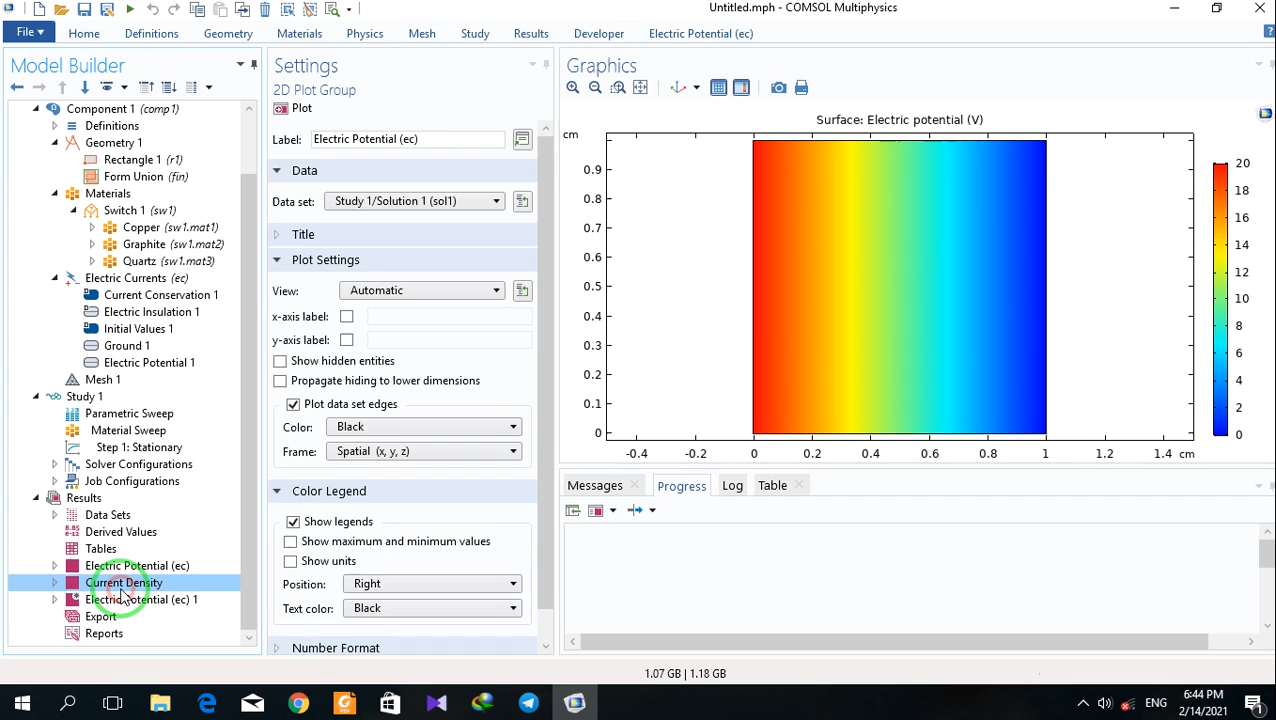 Untitled.mph - COMSOL Multiphysics
File
Home
Definitions
Geometry
Materials
Physics
Mesh
Study
Results
Developer
Electric Potential (ec)
Model Builder
Component 1 (comp1)
Definitions
Geometry 1
Rectangle 1 (r1)
Form Union (fin)
Materials
Switch 1 (sw1)
Copper (sw1.mat1)
Graphite (sw1.mat2)
Quartz (sw1.mat3)
Electric Currents (ec)
Current Conservation 1
Electric Insulation 1
Initial Values 1
Ground 1
Electric Potential 1
Mesh 1
Study 1
Parametric Sweep
Material Sweep
Step 1: Stationary
Solver Configurations
Job Configurations
Results
Data Sets
8.85
e-12
Derived Values
Tables
Electric Potential (ec)
Current Density
Electric Potential (ec) 1
Export
Reports
Settings
2D Plot Group
Plot
Label: Electric Potential (ec)
Data
Data set: Study 1/Solution 1 (sol1)
Title
Plot Settings
View: Automatic
x-axis label:
y-axis label:
Show hidden entities
Propagate hiding to lower dimensions
Plot data set edges
Color: Black
Frame: Spatial (x, y, z)
Color Legend
Show legends
Show maximum and minimum values
Show units
Position: Right
Text color: Black
Number Format
Graphics
Surface: Electric potential (V)
cm
0.9
0.8
0.7
0.6
0.5
0.4
0.3
0.2
0.1
0
-0.4 -0.2 0 0.2 0.4 0.6 0.8 1 1.2 1.4 cm
20
18
16
14
12
10
8
6
4
2
0
Messages
Progress
Log
Table
1.07 GB | 1.18 GB
ENG
6:44 PM
2/14/2021